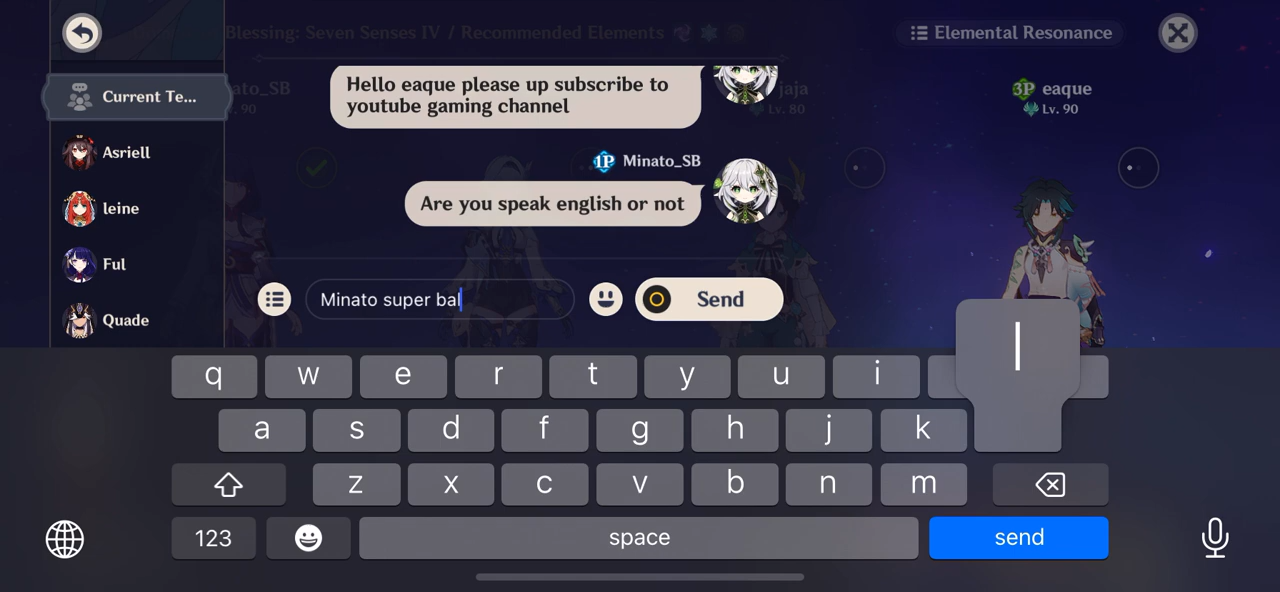 Blessing: Seven Senses IV / Recommended Elements
Elemental Resonance
Current Te...
Asriell
leine
Ful
Quade
_SB
. 90
Hello eaque please up subscribe to
youtube gaming channel
jaja
Lv. 80
3P eaque
Lv. 90
1P Minato_SB
Are you speak english or not
Minato super bal
Send
q w e r t y u i
l
a s d f g h j k
z x c v b n m
123 space send